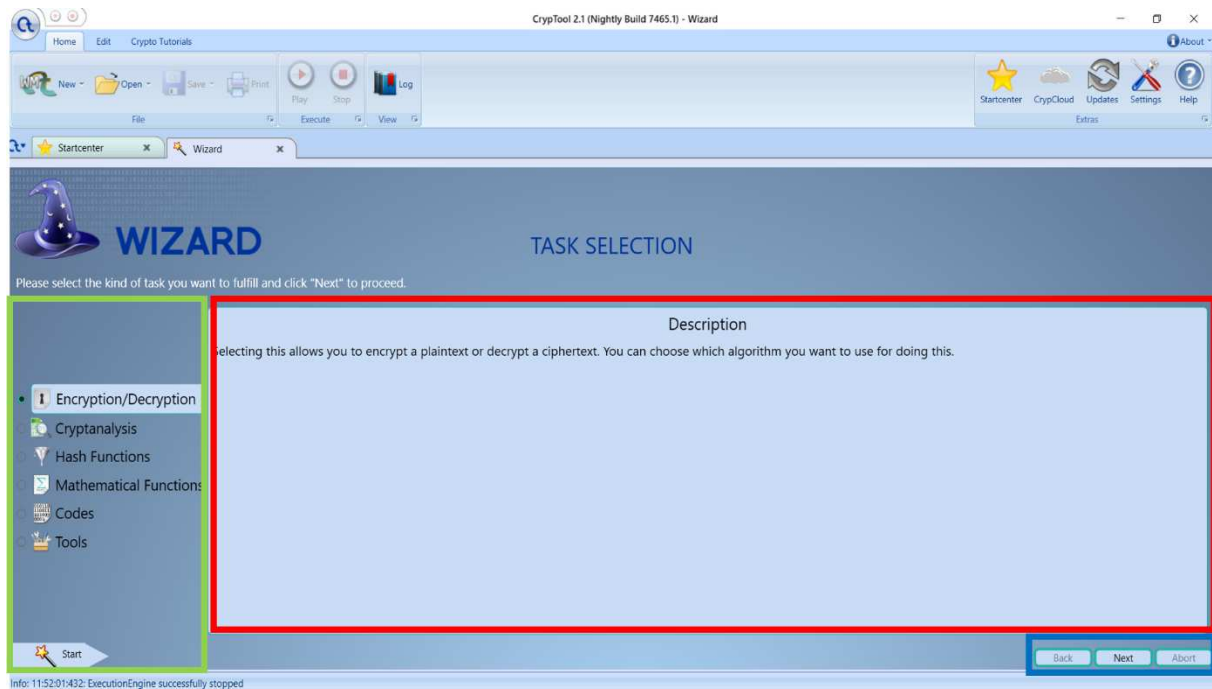 CrypTool 2.1 (Nightly Build 7465.1) - Wizard
Home Edit Crypto Tutorials
About
New Open Save Print Play Stop Log
Startcenter CrypCloud Updates Settings Help
File Execute View Extras
Startcenter Wizard
WIZARD
TASK SELECTION
Please select the kind of task you want to fulfill and click "Next" to proceed.
Description
Selecting this allows you to encrypt a plaintext or decrypt a ciphertext. You can choose which algorithm you want to use for doing this.
Encryption/Decryption
Cryptanalysis
Hash Functions
Mathematical Functions
Codes
Tools
Start
Back Next Abort
Info: 11:52:01:432: ExecutionEngine successfully stopped